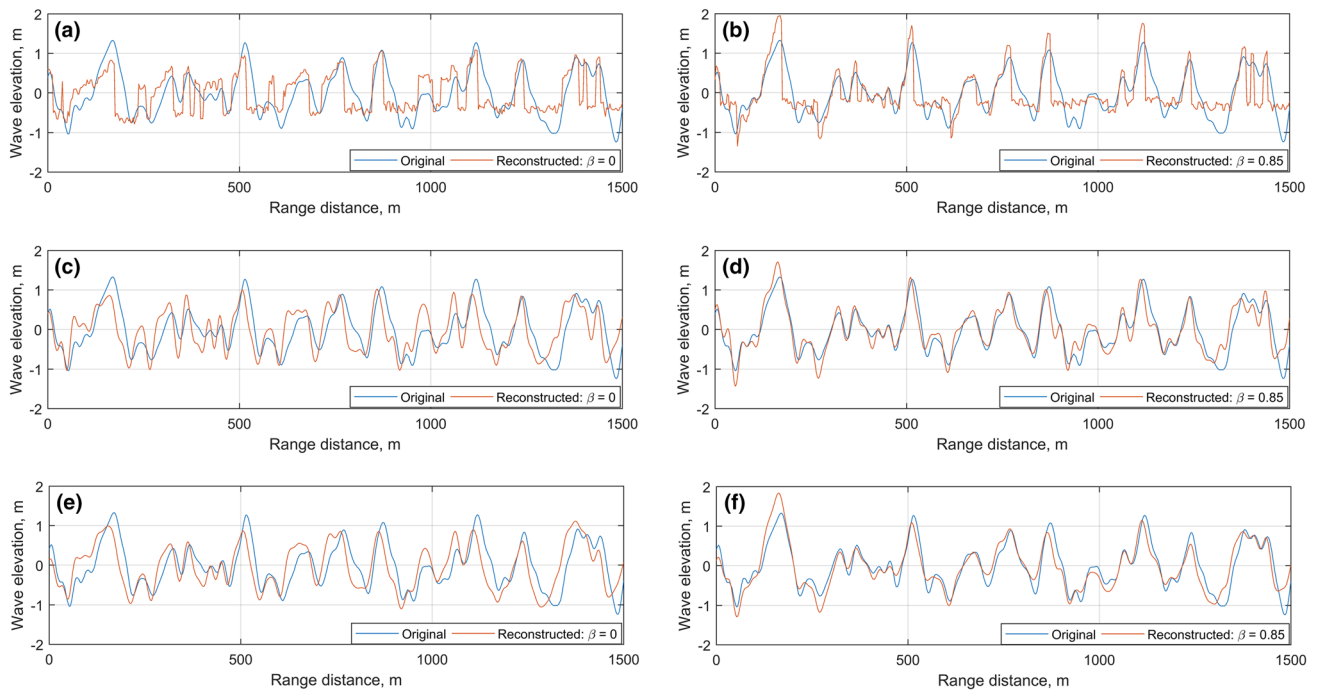 (a)
Wave elevation, m
2
1
0
-1
-2
Original Reconstructed: β = 0
0 500 1000 1500
Range distance, m
(b)
Wave elevation, m
2
1
0
-1
-2
Original Reconstructed: β = 0.85
0 500 1000 1500
Range distance, m
(c)
Wave elevation, m
2
1
0
-1
-2
Original Reconstructed: β = 0
0 500 1000 1500
Range distance, m
(d)
Wave elevation, m
2
1
0
-1
-2
Original Reconstructed: β = 0.85
0 500 1000 1500
Range distance, m
(e)
Wave elevation, m
2
1
0
-1
-2
Original Reconstructed: β = 0
0 500 1000 1500
Range distance, m
(f)
Wave elevation, m
2
1
0
-1
-2
Original Reconstructed: β = 0.85
0 500 1000 1500
Range distance, m